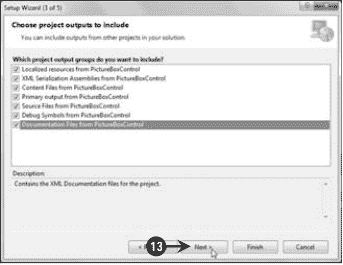 Setup Wizard (3 of 5)
Choose project outputs to include
You can include outputs from other projects in your solution.
Which project output groups do you want to include?
Localized resources from PictureBoxControl
XML Serialization Assemblies from PictureBoxControl
Content Files from PictureBoxControl
Primary output from PictureBoxControl
Source Files from PictureBoxControl
Debug Symbols from PictureBoxControl
Documentation Files from PictureBoxControl
Description:
Contains the XML Documentation files for the project.
13 Next > Finish Cancel